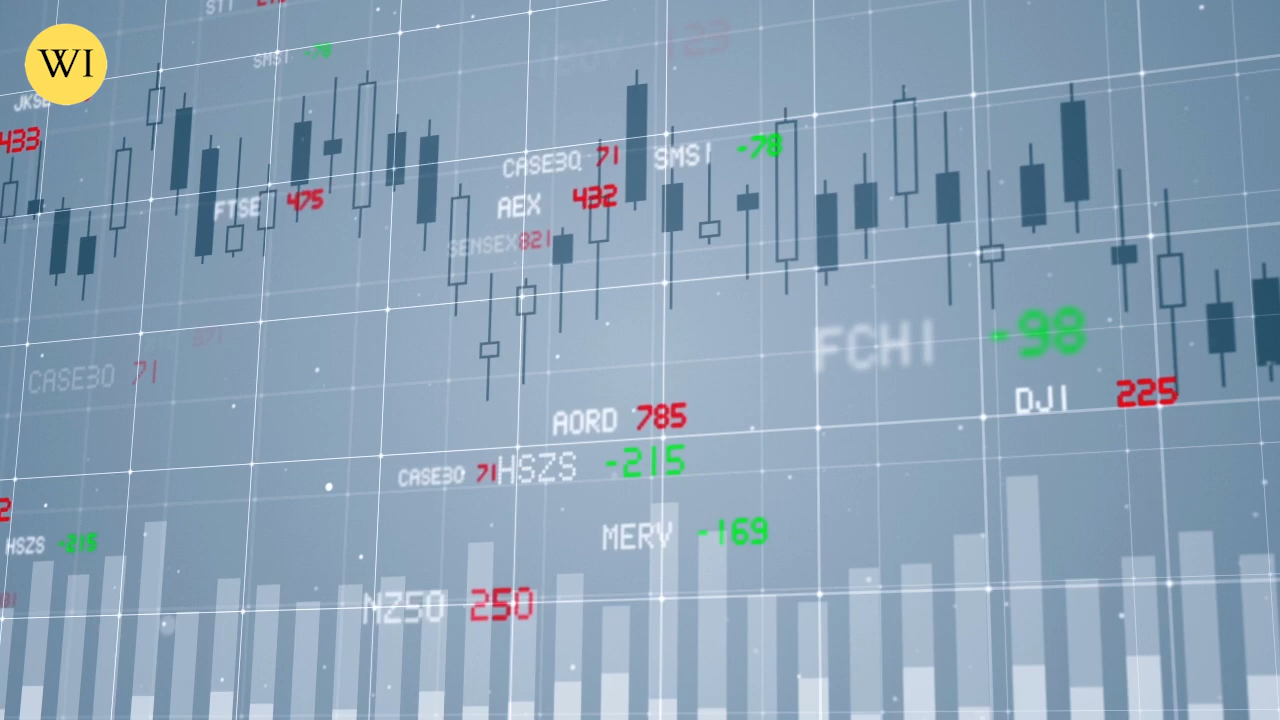 STI
WI
SMSI -78
JKSE
433
CASE30 71 SMSI -78
FTSE 475
AEX 432
SENSEX 821
FCHI -98
CASE30 71
DJI 225
AORD 785
CASE30 71 HSZS -215
MERV -169
HSZS -215
NZ50 250